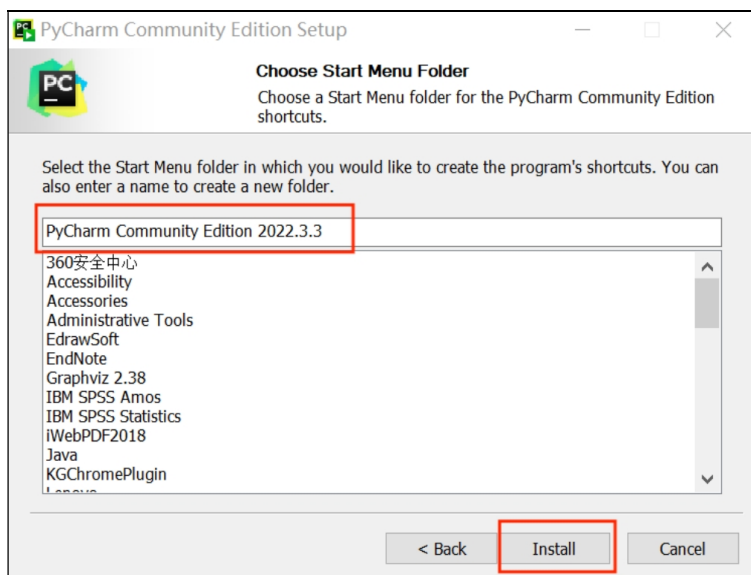 PyCharm Community Edition Setup
PC
Choose Start Menu Folder
Choose a Start Menu folder for the PyCharm Community Edition
shortcuts.
Select the Start Menu folder in which you would like to create the program's shortcuts. You can
also enter a name to create a new folder.
PyCharm Community Edition 2022.3.3
360安全中心
Accessibility
Accessories
Administrative Tools
EdrawSoft
EndNote
Graphviz 2.38
IBM SPSS Amos
IBM SPSS Statistics
iWebPDF2018
Java
KGChromePlugin
< Back Install Cancel